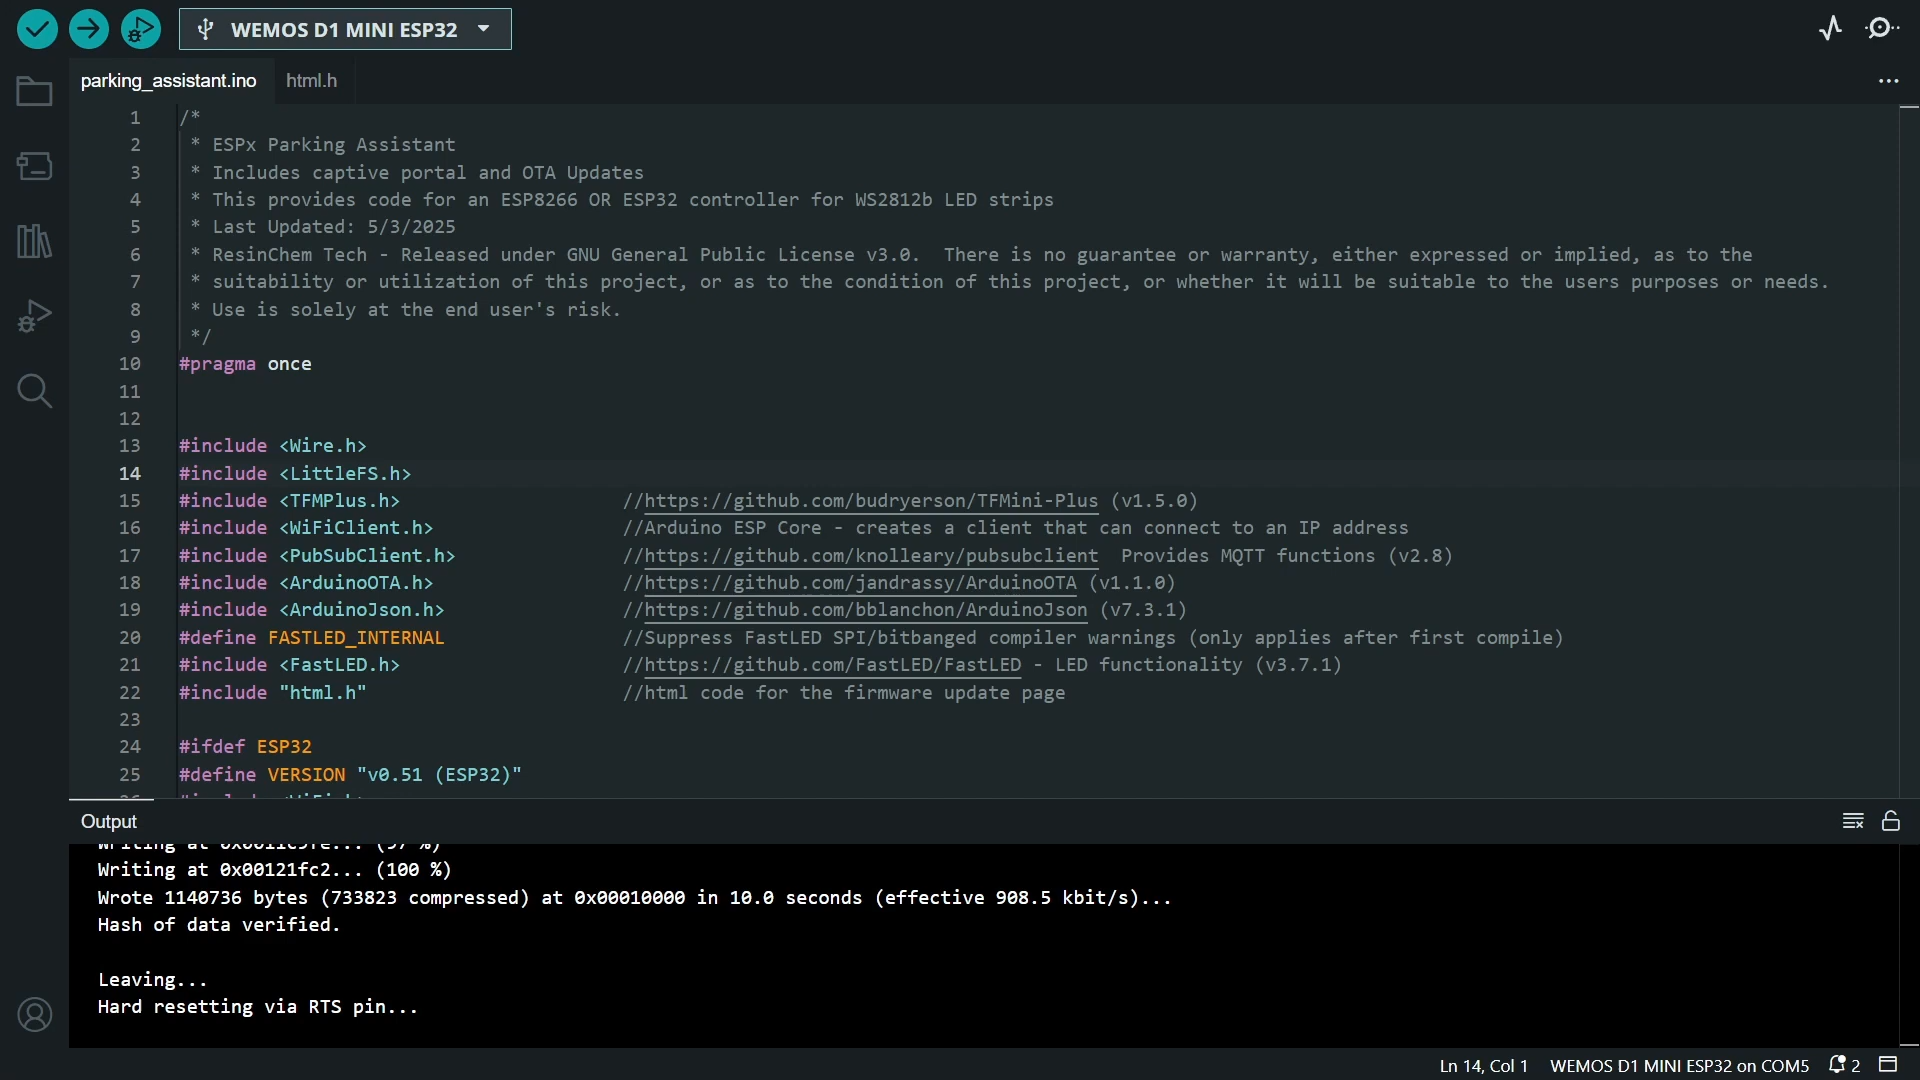 WEMOS D1 MINI ESP32
parking_assistant.ino
html.h
1 /*
2 * ESPx Parking Assistant
3 * Includes captive portal and OTA Updates
4 * This provides code for an ESP8266 OR ESP32 controller for WS2812b LED strips
5 * Last Updated: 5/3/2025
6 * ResinChem Tech - Released under GNU General Public License v3.0.  There is no guarantee or warranty, either expressed or implied, as to the
7 * suitability or utilization of this project, or as to the condition of this project, or whether it will be suitable to the users purposes or needs.
8 * Use is solely at the end user's risk.
9 */
10 #pragma once
11
12
13 #include <Wire.h>
14 #include <LittleFS.h>
15 #include <TFMPlus.h> //https://github.com/budryerson/TFMini-Plus (v1.5.0)
16 #include <WiFiClient.h> //Arduino ESP Core - creates a client that can connect to an IP address
17 #include <PubSubClient.h> //https://github.com/knolleary/pubsubclient  Provides MQTT functions (v2.8)
18 #include <ArduinoOTA.h> //https://github.com/jandrassy/ArduinoOTA (v1.1.0)
19 #include <ArduinoJson.h> //https://github.com/bblanchon/ArduinoJson (v7.3.1)
20 #define FASTLED_INTERNAL //Suppress FastLED SPI/bitbanged compiler warnings (only applies after first compile)
21 #include <FastLED.h> //https://github.com/FastLED/FastLED - LED functionality (v3.7.1)
22 #include "html.h" //html code for the firmware update page
23
24 #ifdef ESP32
25 #define VERSION "v0.51 (ESP32)"
Output
Writing at 0x00121fc2... (100 %)
Wrote 1140736 bytes (733823 compressed) at 0x00010000 in 10.0 seconds (effective 908.5 kbit/s)...
Hash of data verified.
Leaving...
Hard resetting via RTS pin...
Ln 14, Col 1 WEMOS D1 MINI ESP32 on COM5 2